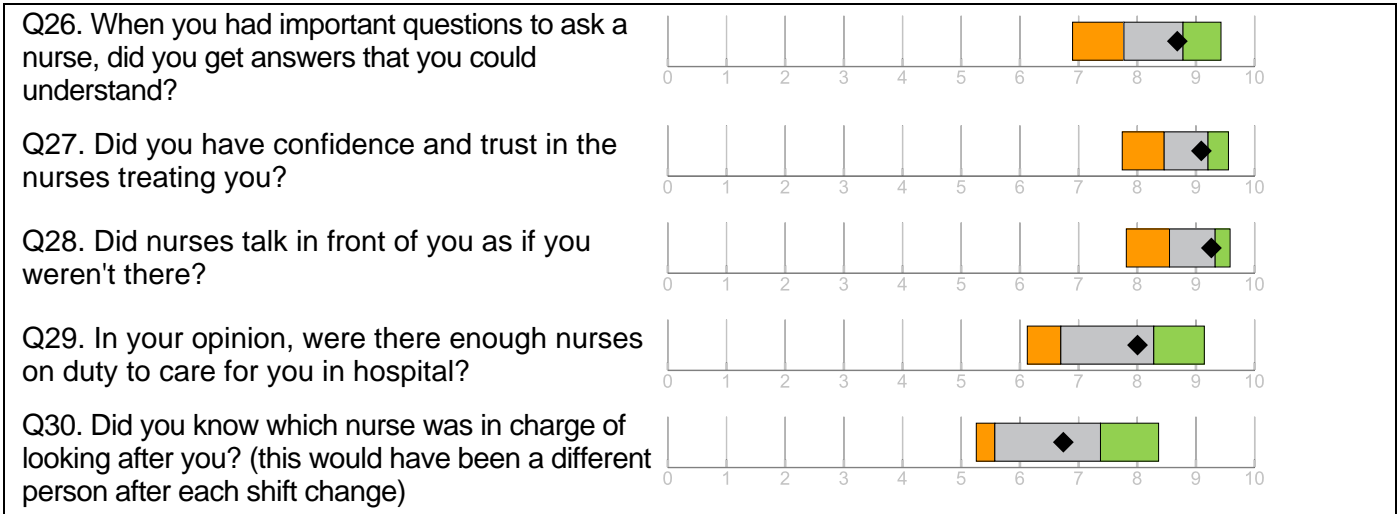 Q26. When you had important questions to ask a
nurse, did you get answers that you could
understand?
0 1 2 3 4 5 6 7 8 9 10
Q27. Did you have confidence and trust in the
nurses treating you?
0 1 2 3 4 5 6 7 8 9 10
Q28. Did nurses talk in front of you as if you
weren't there?
0 1 2 3 4 5 6 7 8 9 10
Q29. In your opinion, were there enough nurses
on duty to care for you in hospital?
0 1 2 3 4 5 6 7 8 9 10
Q30. Did you know which nurse was in charge of
looking after you? (this would have been a different
person after each shift change)
0 1 2 3 4 5 6 7 8 9 10